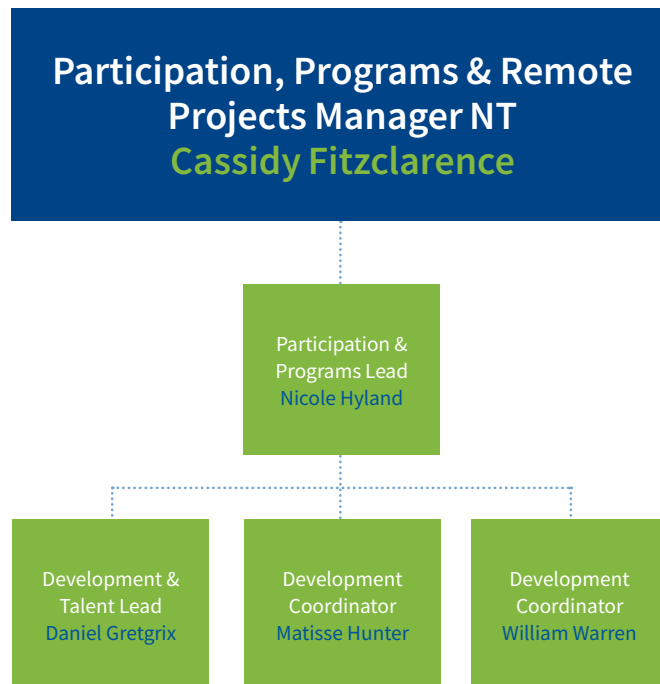 Participation, Programs & Remote
Projects Manager NT
Cassidy Fitzclarence
Participation &
Programs Lead
Nicole Hyland
Development &
Talent Lead
Daniel Gretgrix
Development
Coordinator
Matisse Hunter
Development
Coordinator
William Warren